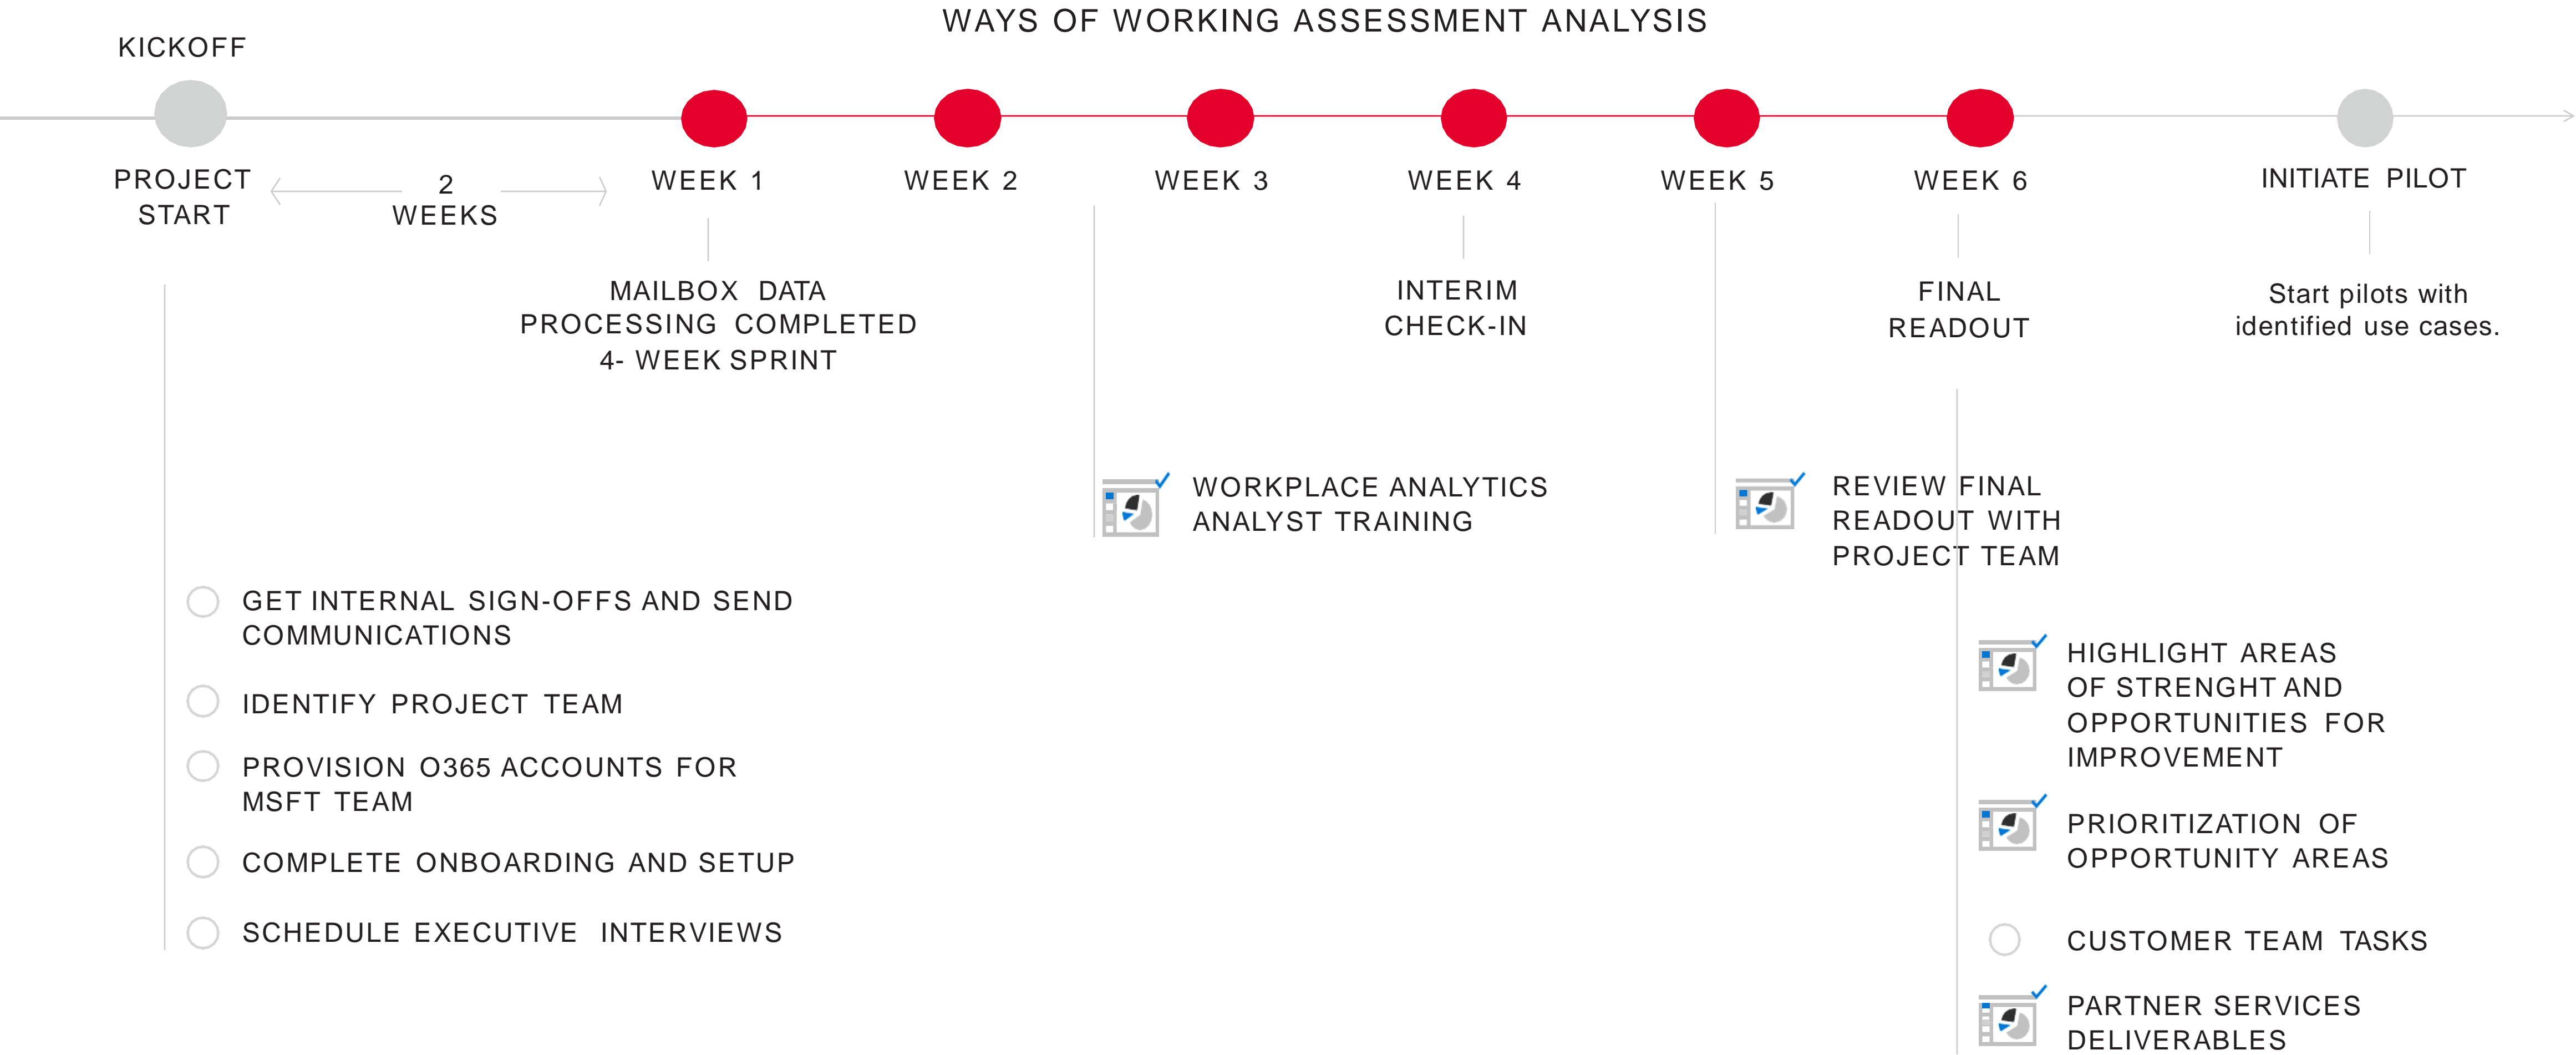 WAYS OF WORKING ASSESSMENT ANALYSIS
KICKOFF
PROJECT
START
2
WEEKS
WEEK 1
WEEK 2
WEEK 3
WEEK 4
WEEK 5
WEEK 6
INITIATE PILOT
MAILBOX DATA
PROCESSING COMPLETED
4- WEEK SPRINT
INTERIM
CHECK-IN
FINAL
READOUT
Start pilots with
identified use cases.
WORKPLACE ANALYTICS
ANALYST TRAINING
REVIEW FINAL
READOUT WITH
PROJECT TEAM
GET INTERNAL SIGN-OFFS AND SEND
COMMUNICATIONS
IDENTIFY PROJECT TEAM
PROVISION O365 ACCOUNTS FOR
MSFT TEAM
COMPLETE ONBOARDING AND SETUP
SCHEDULE EXECUTIVE INTERVIEWS
HIGHLIGHT AREAS
OF STRENGHT AND
OPPORTUNITIES FOR
IMPROVEMENT
PRIORITIZATION OF
OPPORTUNITY AREAS
CUSTOMER TEAM TASKS
PARTNER SERVICES
DELIVERABLES